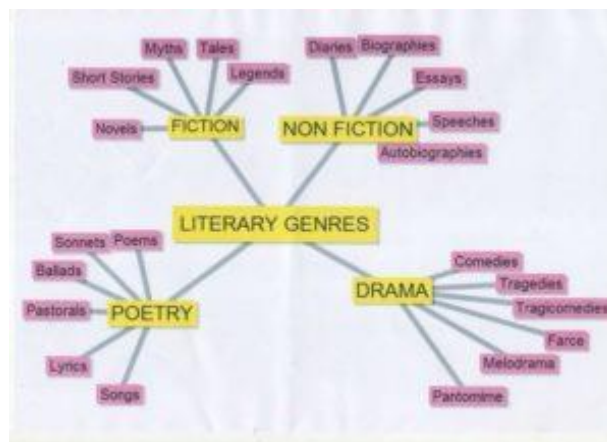 Myths
Tales
Short Stories
Legends
Novels
FICTION
Diaries
Biographies
Essays
NON FICTION
Speeches
Autobiographies
LITERARY GENRES
Sonnets
Poems
Ballads
Pastorals
POETRY
Lyrics
Songs
Comedies
DRAMA
Tragedies
Tragicomedies
Farce
Melodrama
Pantomime